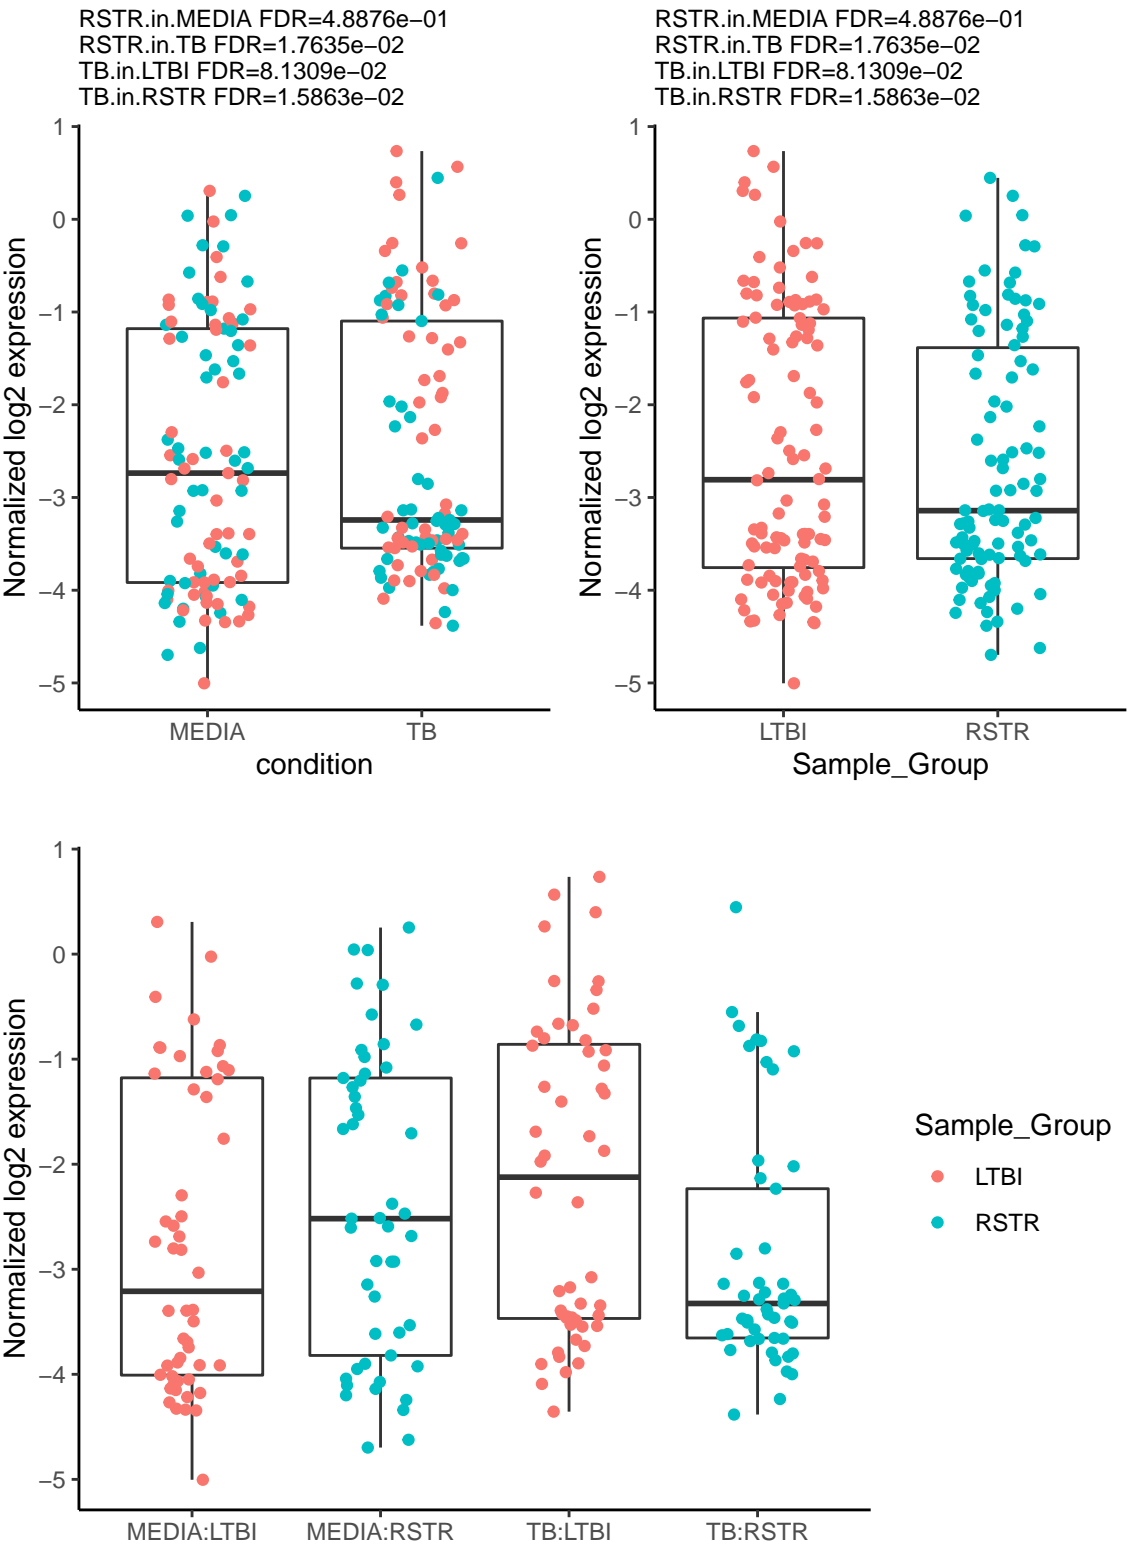 RSTR.in.MEDIA FDR=4.8876e−01
RSTR.in.TB FDR=1.7635e−02
TB.in.LTBI FDR=8.1309e−02
TB.in.RSTR FDR=1.5863e−02
Normalized log2 expression
1
0
−1
−2
−3
−4
−5
MEDIA TB
condition
RSTR.in.MEDIA FDR=4.8876e−01
RSTR.in.TB FDR=1.7635e−02
TB.in.LTBI FDR=8.1309e−02
TB.in.RSTR FDR=1.5863e−02
Normalized log2 expression
1
0
−1
−2
−3
−4
−5
LTBI RSTR
Sample_Group
Normalized log2 expression
1
0
−1
−2
−3
−4
−5
MEDIA:LTBI MEDIA:RSTR TB:LTBI TB:RSTR
Sample_Group
LTBI
RSTR